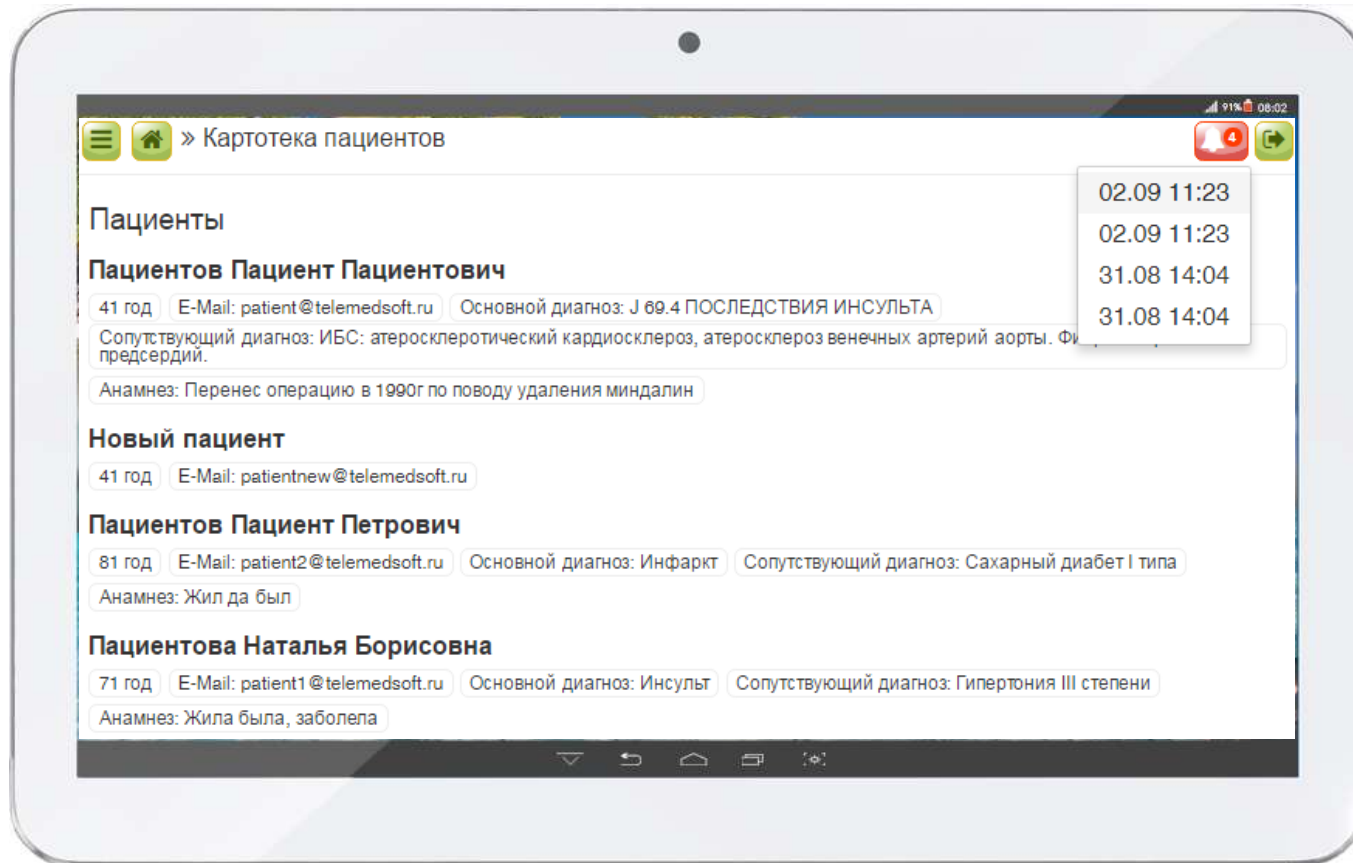 91% 08:02
» Картотека пациентов
4
02.09 11:23
02.09 11:23
31.08 14:04
31.08 14:04
Пациенты
Пациентов Пациент Пациентович
41 год E-Mail: patient@telemedsoft.ru Основной диагноз: J 69.4 ПОСЛЕДСТВИЯ ИНСУЛЬТА
Сопутствующий диагноз: ИБС: атеросклеротический кардиосклероз, атеросклероз венечных артерий аорты.
предсердий.
Анамнез: Перенес операцию в 1990г по поводу удаления миндалин
Новый пациент
41 год E-Mail: patientnew@telemedsoft.ru
Пациентов Пациент Петрович
81 год E-Mail: patient2@telemedsoft.ru Основной диагноз: Инфаркт Сопутствующий диагноз: Сахарный диабет I типа
Анамнез: Жил да был
Пациентова Наталья Борисовна
71 год E-Mail: patient1@telemedsoft.ru Основной диагноз: Инсульт Сопутствующий диагноз: Гипертония III степени
Анамнез: Жила была, заболела